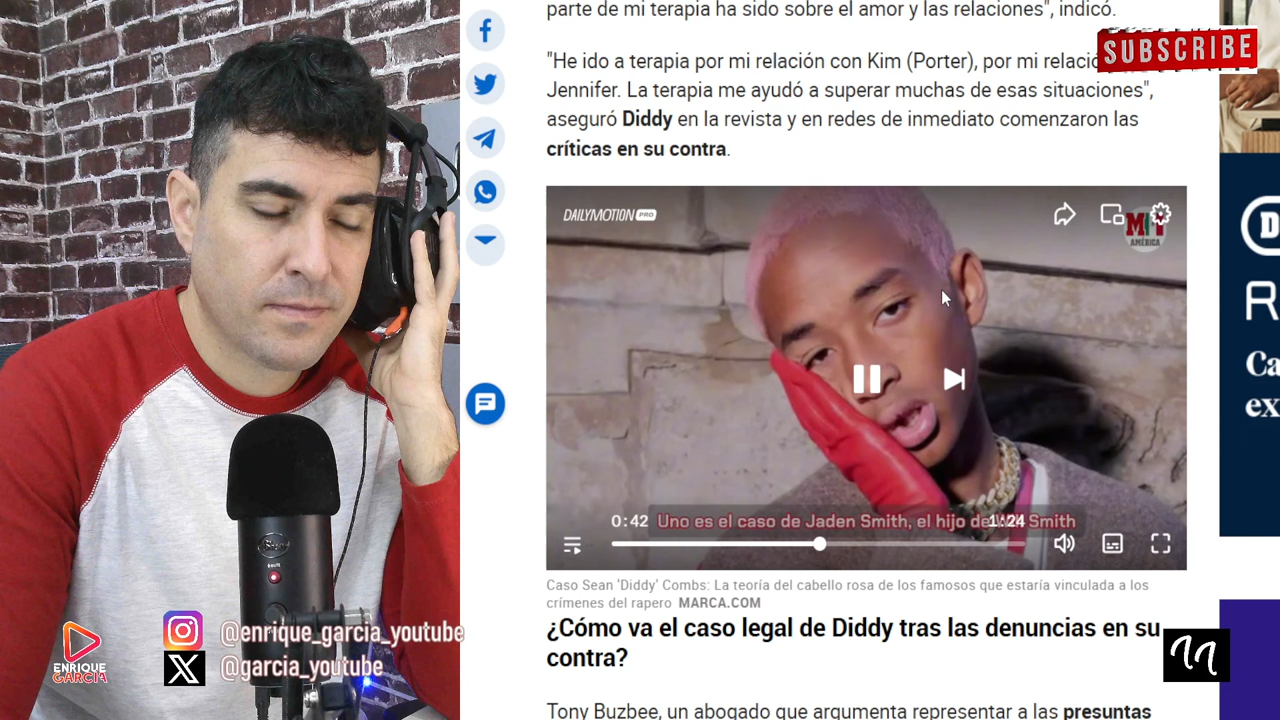 parte de mi terapia ha sido sobre el amor y las relaciones", indicó.
"He ido a terapia por mi relación con Kim (Porter), por mi relació
Jennifer. La terapia me ayudó a superar muchas de esas situaciones",
aseguró Diddy en la revista y en redes de inmediato comenzaron las
críticas en su contra.
SUBSCRIBE
DAILYMOTION PRO
AMÉRICA
0:42
1:24
Uno es el caso de Jaden Smith, el hijo de Smith
Caso Sean 'Diddy' Combs: La teoría del cabello rosa de los famosos que estaría vinculada a los
crímenes del rapero MARCA.COM
¿Cómo va el caso legal de Diddy tras las denuncias en su
contra?
Tony Buzbee, un abogado que argumenta representar a las presuntas
D
R
Ca
ex
ENRIQUE
GARCIA
@enrique_garcia_youtube
@garcia_youtube